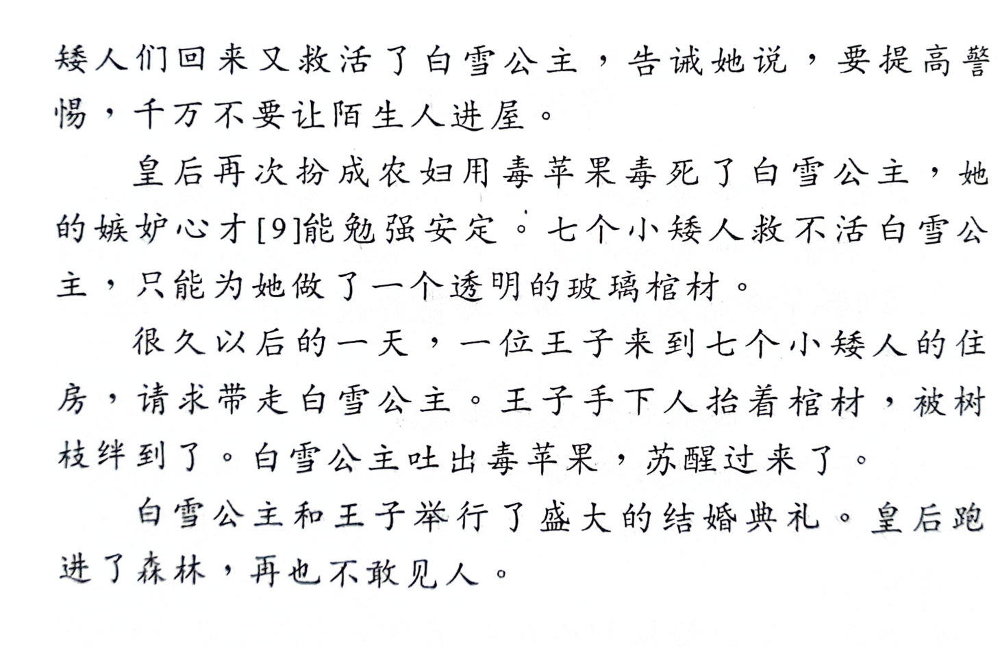 矮人们回来又救活了白雪公主，告诫她说，要提高警
惕，千万不要让陌生人进屋。
皇后再次扮成农妇用毒苹果毒死了白雪公主，她
的嫉妒心才[9]能勉强安定。七个小矮人救不活白雪公
主，只能为她做了一个透明的玻璃棺材。
很久以后的一天，一位王子来到七个小矮人的住
房，请求带走白雪公主。王子手下人抬着棺材，被树
枝绊到了。白雪公主吐出毒苹果，苏醒过来了。
白雪公主和王子举行了盛大的结婚典礼。皇后跑
进了森林，再也不敢见人。